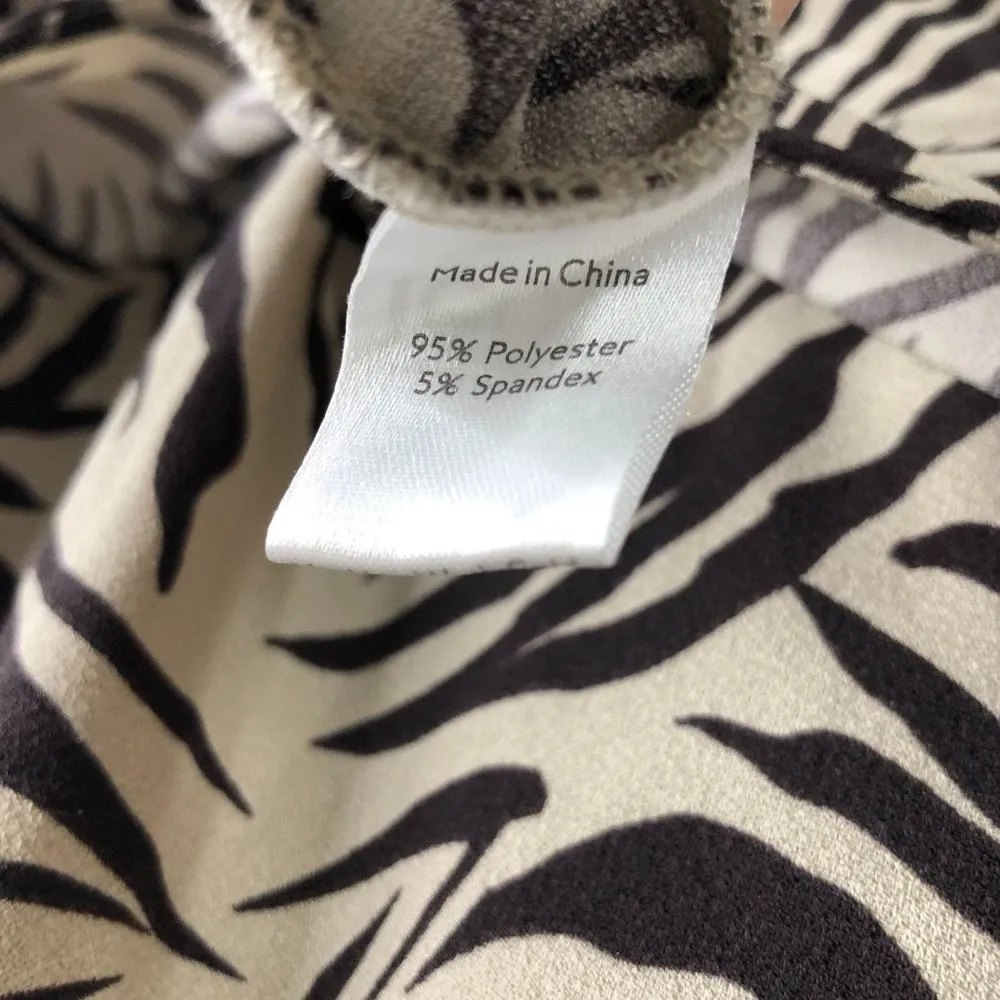 Made in China
95% Polyester
5% Spandex